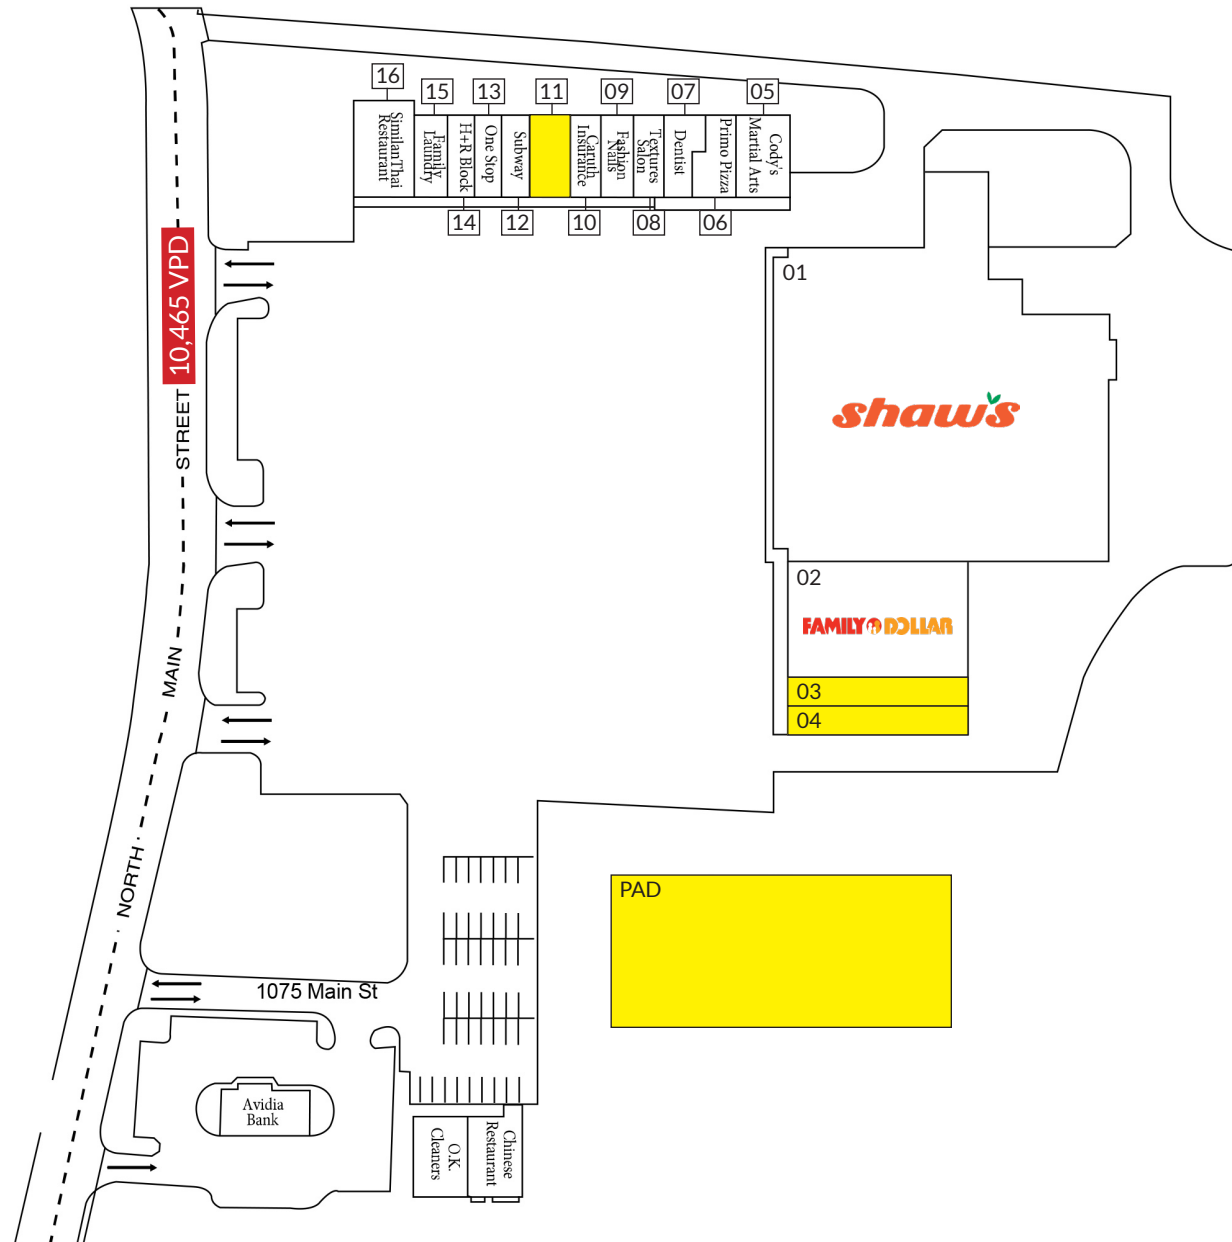 16
15
13
11
09
07
05
Similan Thai
Restaurant
Family
Laundry
H+R Block
One Stop
Subway
Caruth
Insurance
Fashion
Nails
Textures
Salon
Dentist
Primo Pizza
Cody's
Martial Arts
14
12
10
08
06
10,465 VPD
NORTH MAIN STREET
01
shaw's
02
FAMILY DOLLAR
03
04
PAD
1075 Main St
Avidia
Bank
O.K.
Cleaners
Chinese
Restaurant